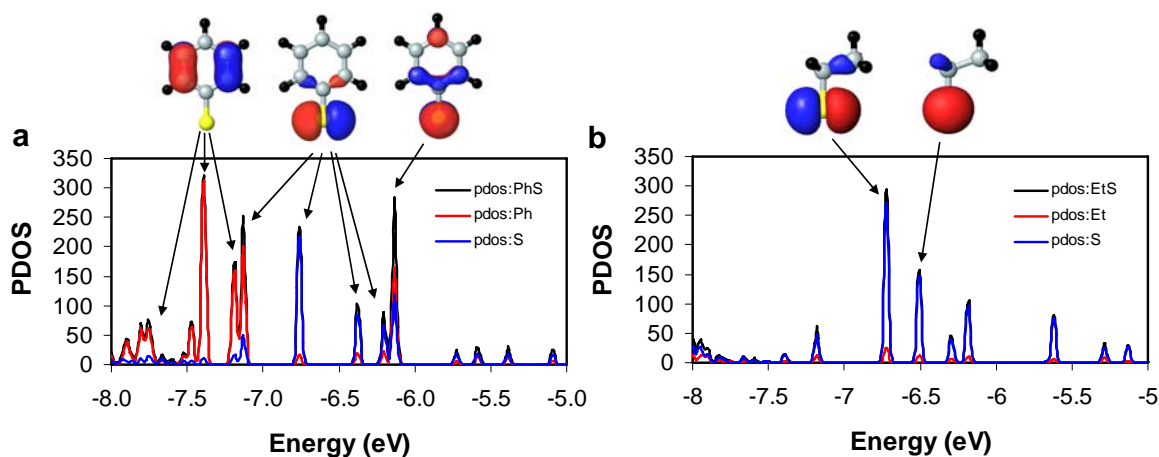 a
350
300
250
200
150
100
50
0
PDOS
pdos:PhS
pdos:Ph
pdos:S
-8.0 -7.5 -7.0 -6.5 -6.0 -5.5 -5.0
Energy (eV)
b
350
300
250
200
150
100
50
0
PDOS
pdos:EtS
pdos:Et
pdos:S
-8 -7.5 -7 -6.5 -6 -5.5 -5
Energy (eV)